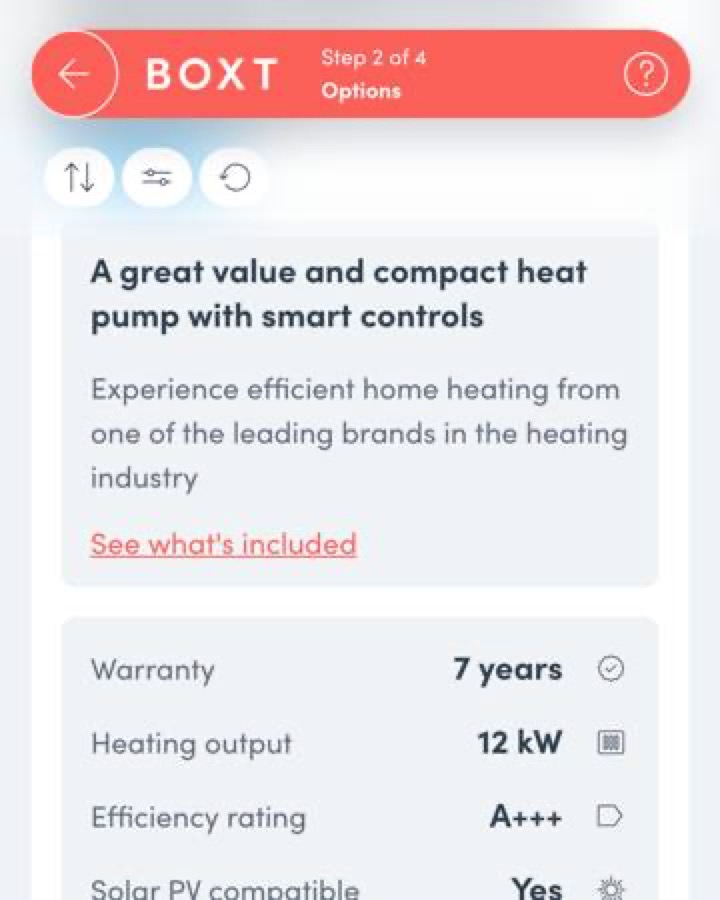 BOXT
Step 2 of 4
Options
A great value and compact heat
pump with smart controls
Experience efficient home heating from
one of the leading brands in the heating
industry
See what's included
Warranty 7 years
Heating output 12 kW
Efficiency rating A+++
Solar PV compatible Yes